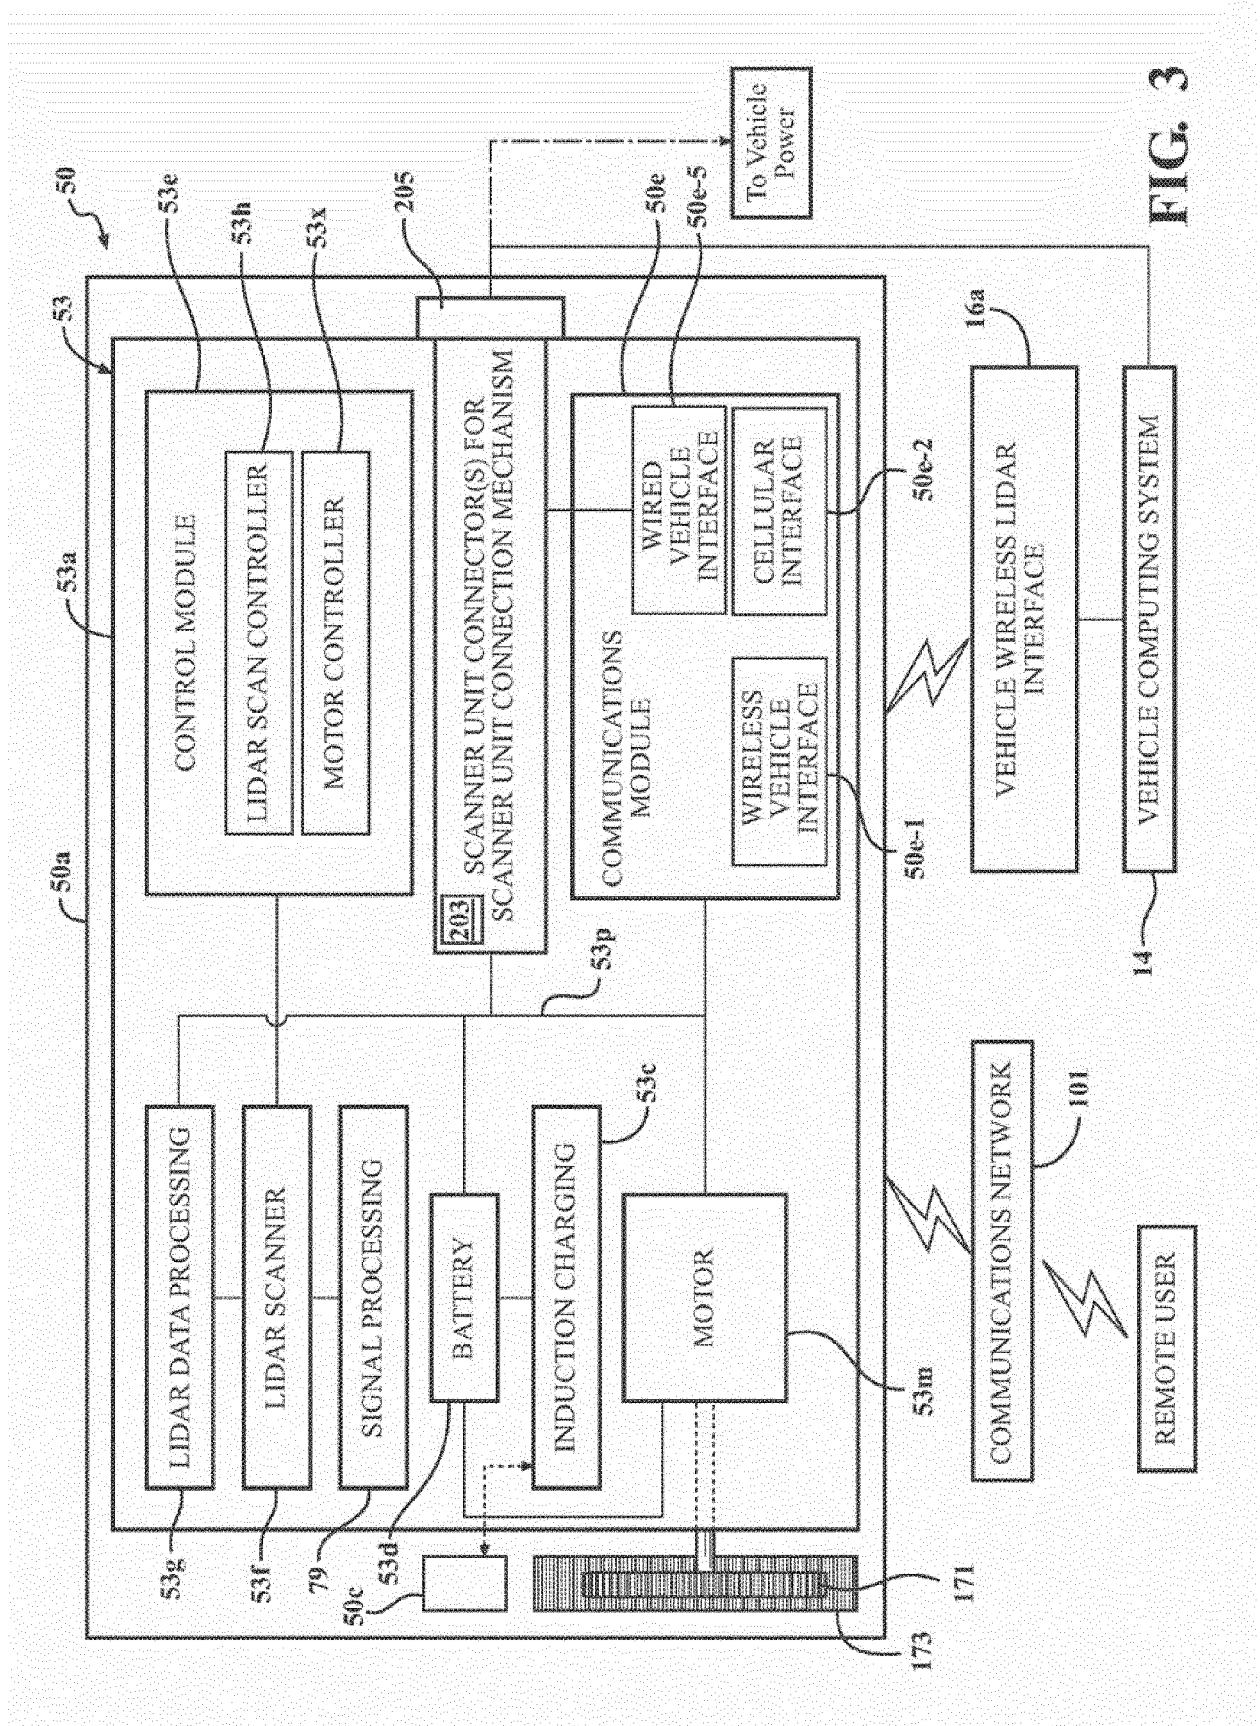 50
50a
53a
53
53e
53h
53x
205
CONTROL MODULE
LIDAR SCAN CONTROLLER
MOTOR CONTROLLER
53g
LIDAR DATA PROCESSING
53f
LIDAR SCANNER
79
SIGNAL PROCESSING
203
SCANNER UNIT CONNECTOR(S) FOR
SCANNER UNIT CONNECTION MECHANISM
53d
BATTERY
50c
INDUCTION CHARGING
53c
53p
COMMUNICATIONS
MODULE
WIRED
VEHICLE
INTERFACE
CELLULAR
INTERFACE
WIRELESS
VEHICLE
INTERFACE
50e
50e-5
To Vehicle
Power
MOTOR
53m
171
173
50e-1
50e-2
COMMUNICATIONS NETWORK
101
REMOTE USER
VEHICLE WIRELESS LIDAR
INTERFACE
16a
VEHICLE COMPUTING SYSTEM
14
FIG. 3